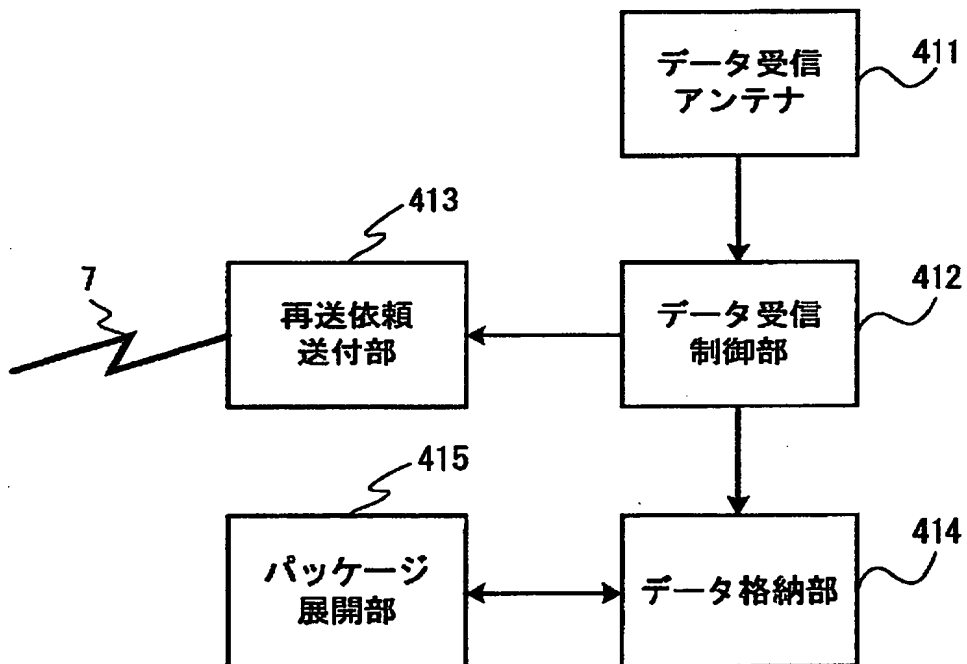 データ受信
アンテナ
411
413
7
再送依頼
送付部
データ受信
制御部
412
415
パッケージ
展開部
データ格納部
414